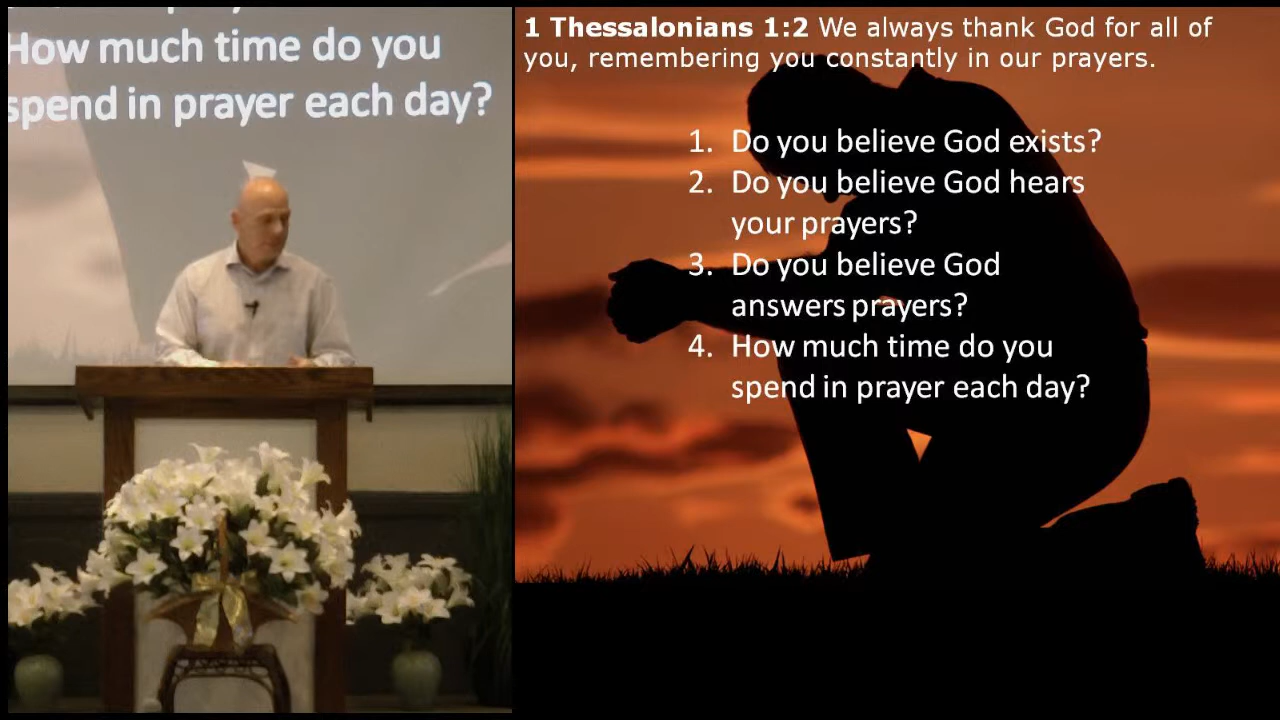 How much time do you
spend in prayer each day?
1 Thessalonians 1:2 We always thank God for all of
you, remembering you constantly in our prayers.
1. Do you believe God exists?
2. Do you believe God hears
your prayers?
3. Do you believe God
answers prayers?
4. How much time do you
spend in prayer each day?